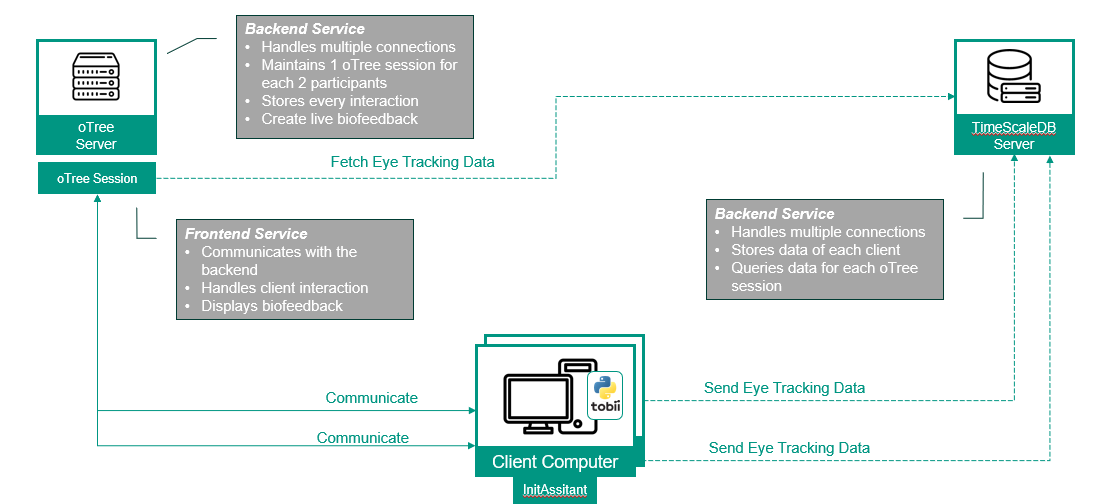 Backend Service
• Handles multiple connections
• Maintains 1 oTree session for
each 2 participants
• Stores every interaction
• Create live biofeedback
oTree
Server
oTree Session
Fetch Eye Tracking Data
TimeScaleDB
Server
Frontend Service
• Communicates with the
backend
• Handles client interaction
• Displays biofeedback
Backend Service
• Handles multiple connections
• Stores data of each client
• Queries data for each oTree
session
Communicate
Communicate
tobii
Client Computer
InitAssitant
Send Eye Tracking Data
Send Eye Tracking Data